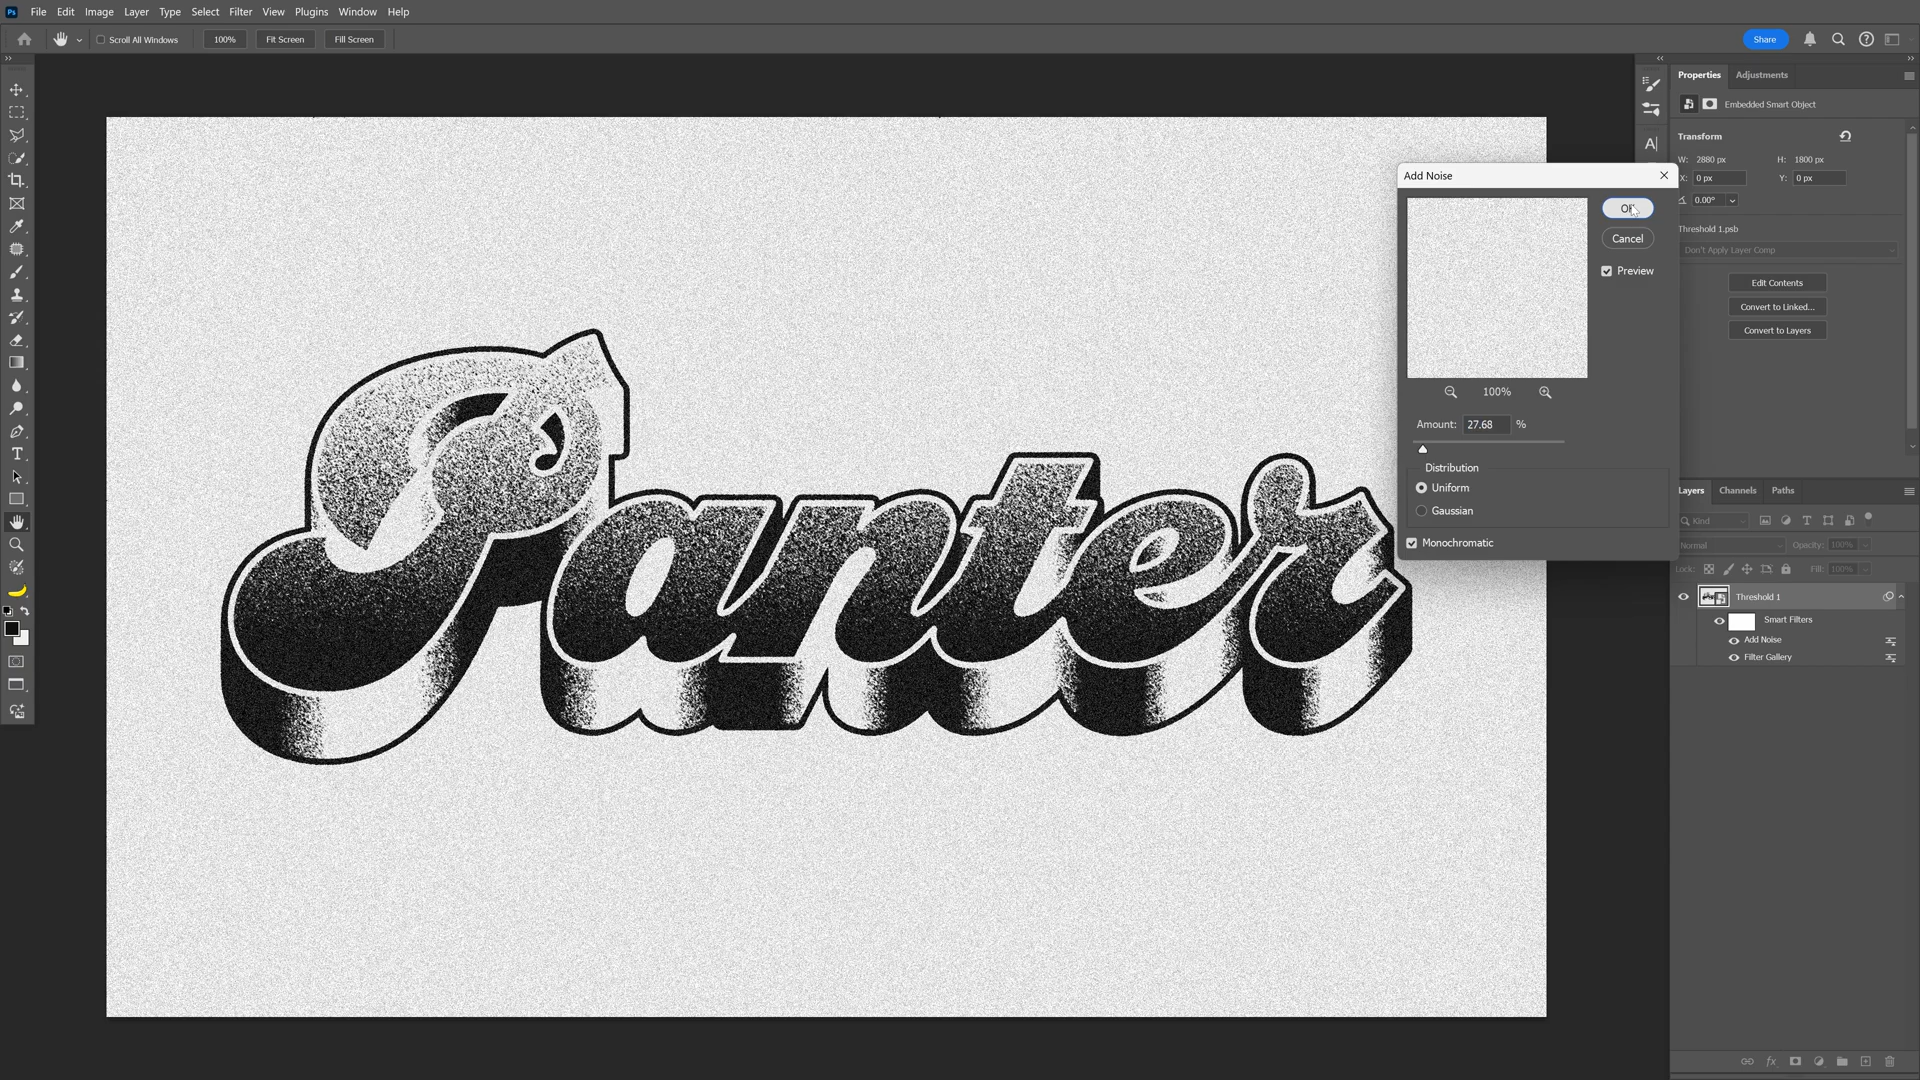 Ps File Edit Image Layer Type Select Filter View Plugins Window Help
Scroll All Windows 100% Fit Screen Fill Screen Share
Properties Adjustments
Embedded Smart Object
Transform
W: 2880 px H: 1800 px
X: 0 px Y: 0 px
0.00°
Threshold 1.psb
Don't Apply Layer Comp
Edit Contents
Convert to Linked...
Convert to Layers
Add Noise
OK
Cancel
Preview
100%
Amount: 27.68 %
Distribution
Uniform
Gaussian
Monochromatic
Panter
Layers Channels Paths
Kind
Normal Opacity: 100%
Lock: Fill: 100%
Threshold 1
Smart Filters
Add Noise
Filter Gallery